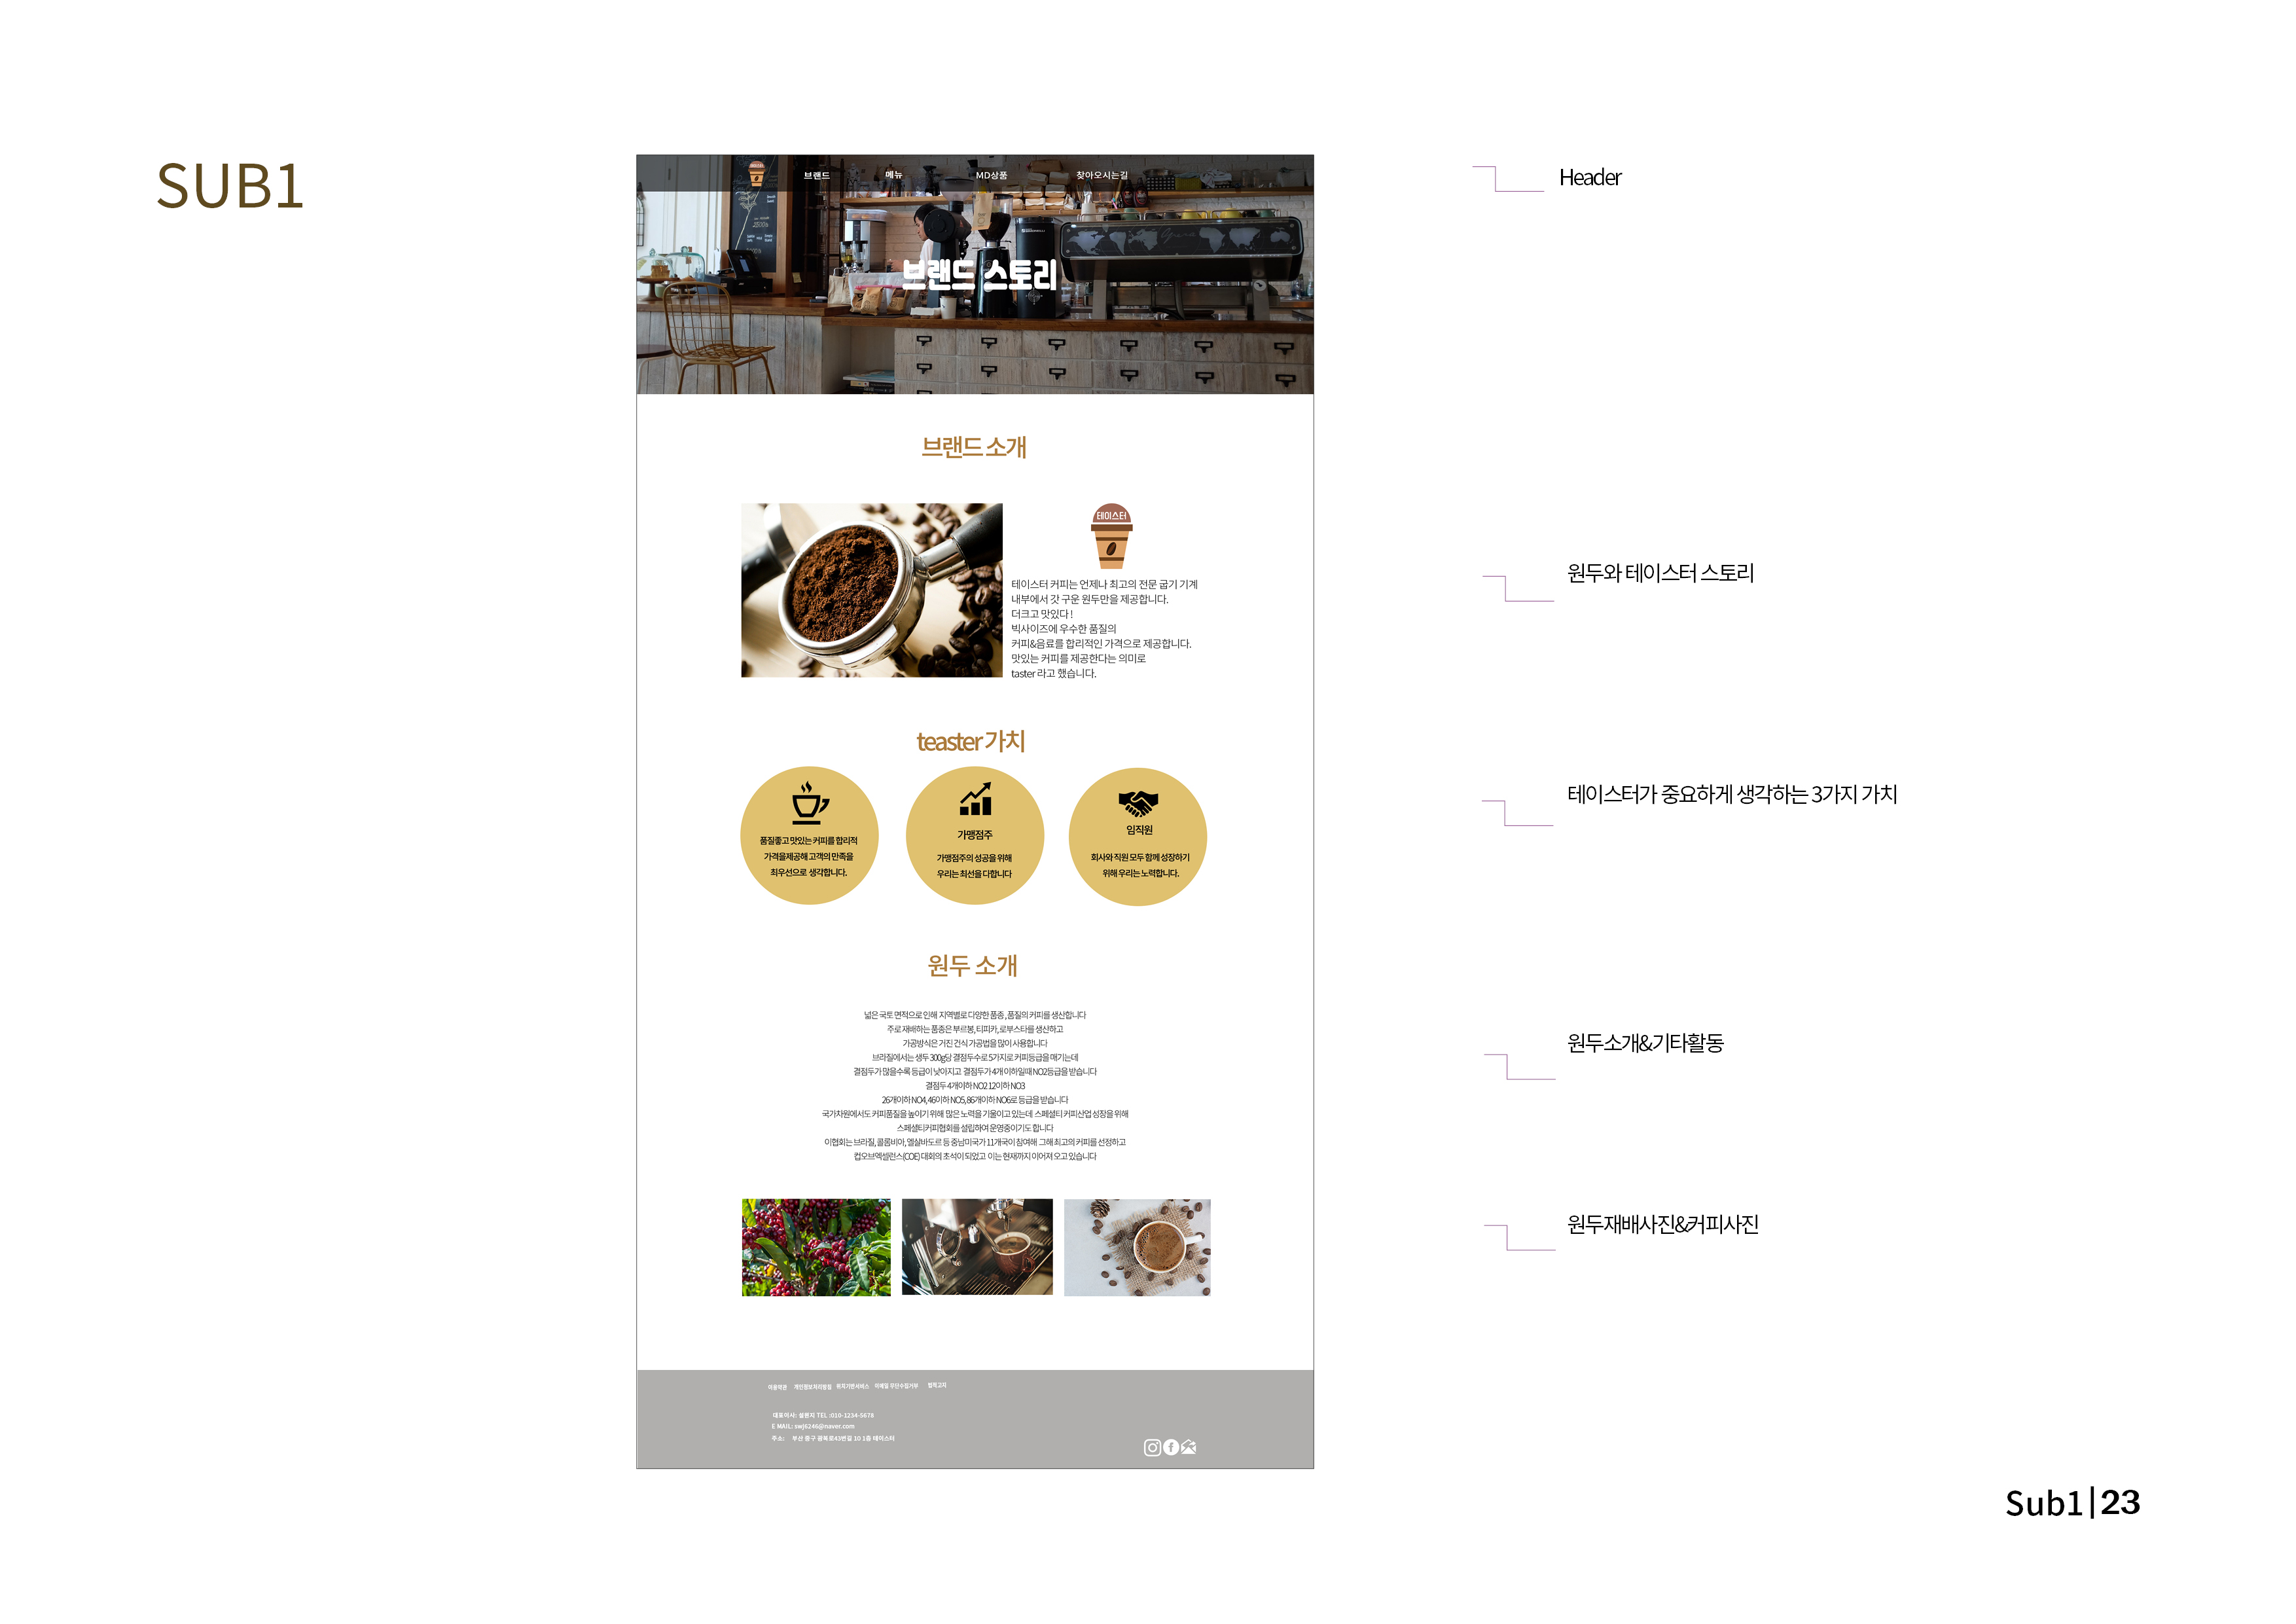 SUB1
브랜드
메뉴
MD상품
찾아오시는길
Header
브랜드 스토리
브랜드 소개
테이스터
테이스터 커피는 언제나 최고의 전문 굽기 기계
내부에서 갓 구운 원두만을 제공합니다.
더크고 맛있다 !
빅사이즈에 우수한 품질의
커피&음료를 합리적인 가격으로 제공합니다.
맛있는 커피를 제공한다는 의미로
taster 라고 했습니다.
원두와 테이스터 스토리
teaster 가치
품질좋고 맛있는 커피를 합리적
가격을제공해 고객의 만족을
최우선으로 생각합니다.
가맹점주
가맹점주의 성공을 위해
우리는 최선을 다합니다
임직원
회사와 직원 모두 함께 성장하기
위해 우리는 노력합니다.
테이스터가 중요하게 생각하는 3가지 가치
원두 소개
넓은 국토 면적으로 인해 지역별로 다양한 품종 , 품질의 커피를 생산합니다
주로 재배하는 품종은 부르봉, 티피카, 로부스타를 생산하고
가공방식은 거진 건식 가공법을 많이 사용합니다
브라질에서는 생두 300g당 결점두수로 5가지로 커피등급을 매기는데
결점두가 많을수록 등급이 낮아지고 결점두가 4개 이하일때 NO2등급을 받습니다
결점두 4개이하 NO2 12이하 NO3
26개이하 NO4, 46이하 NO5, 86개이하 NO6로 등급을 받습니다
국가차원에서도 커피품질을 높이기 위해 많은 노력을 기울이고 있는데 스페셜티 커피산업 성장을 위해
스페셜티커피협회를 설립하여 운영중이기도 합니다
이협회는 브라질, 콜롬비아, 엘살바도르 등 중남미국가 11개국이 참여해 그해 최고의 커피를 선정하고
컵오브엑설런스(COE) 대회의 초석이 되었고 이는 현재까지 이어져 오고 있습니다
원두소개&기타활동
원두재배사진&커피사진
이용약관
개인정보처리방침
위치기반서비스
이메일 무단수집거부
법적고지
대표이사: 설원지 TEL :010-1234-5678
E MAIL: swj6246@naver.com
주소: 부산 중구 광복로43번길 10 1층 테이스터
Sub1|23